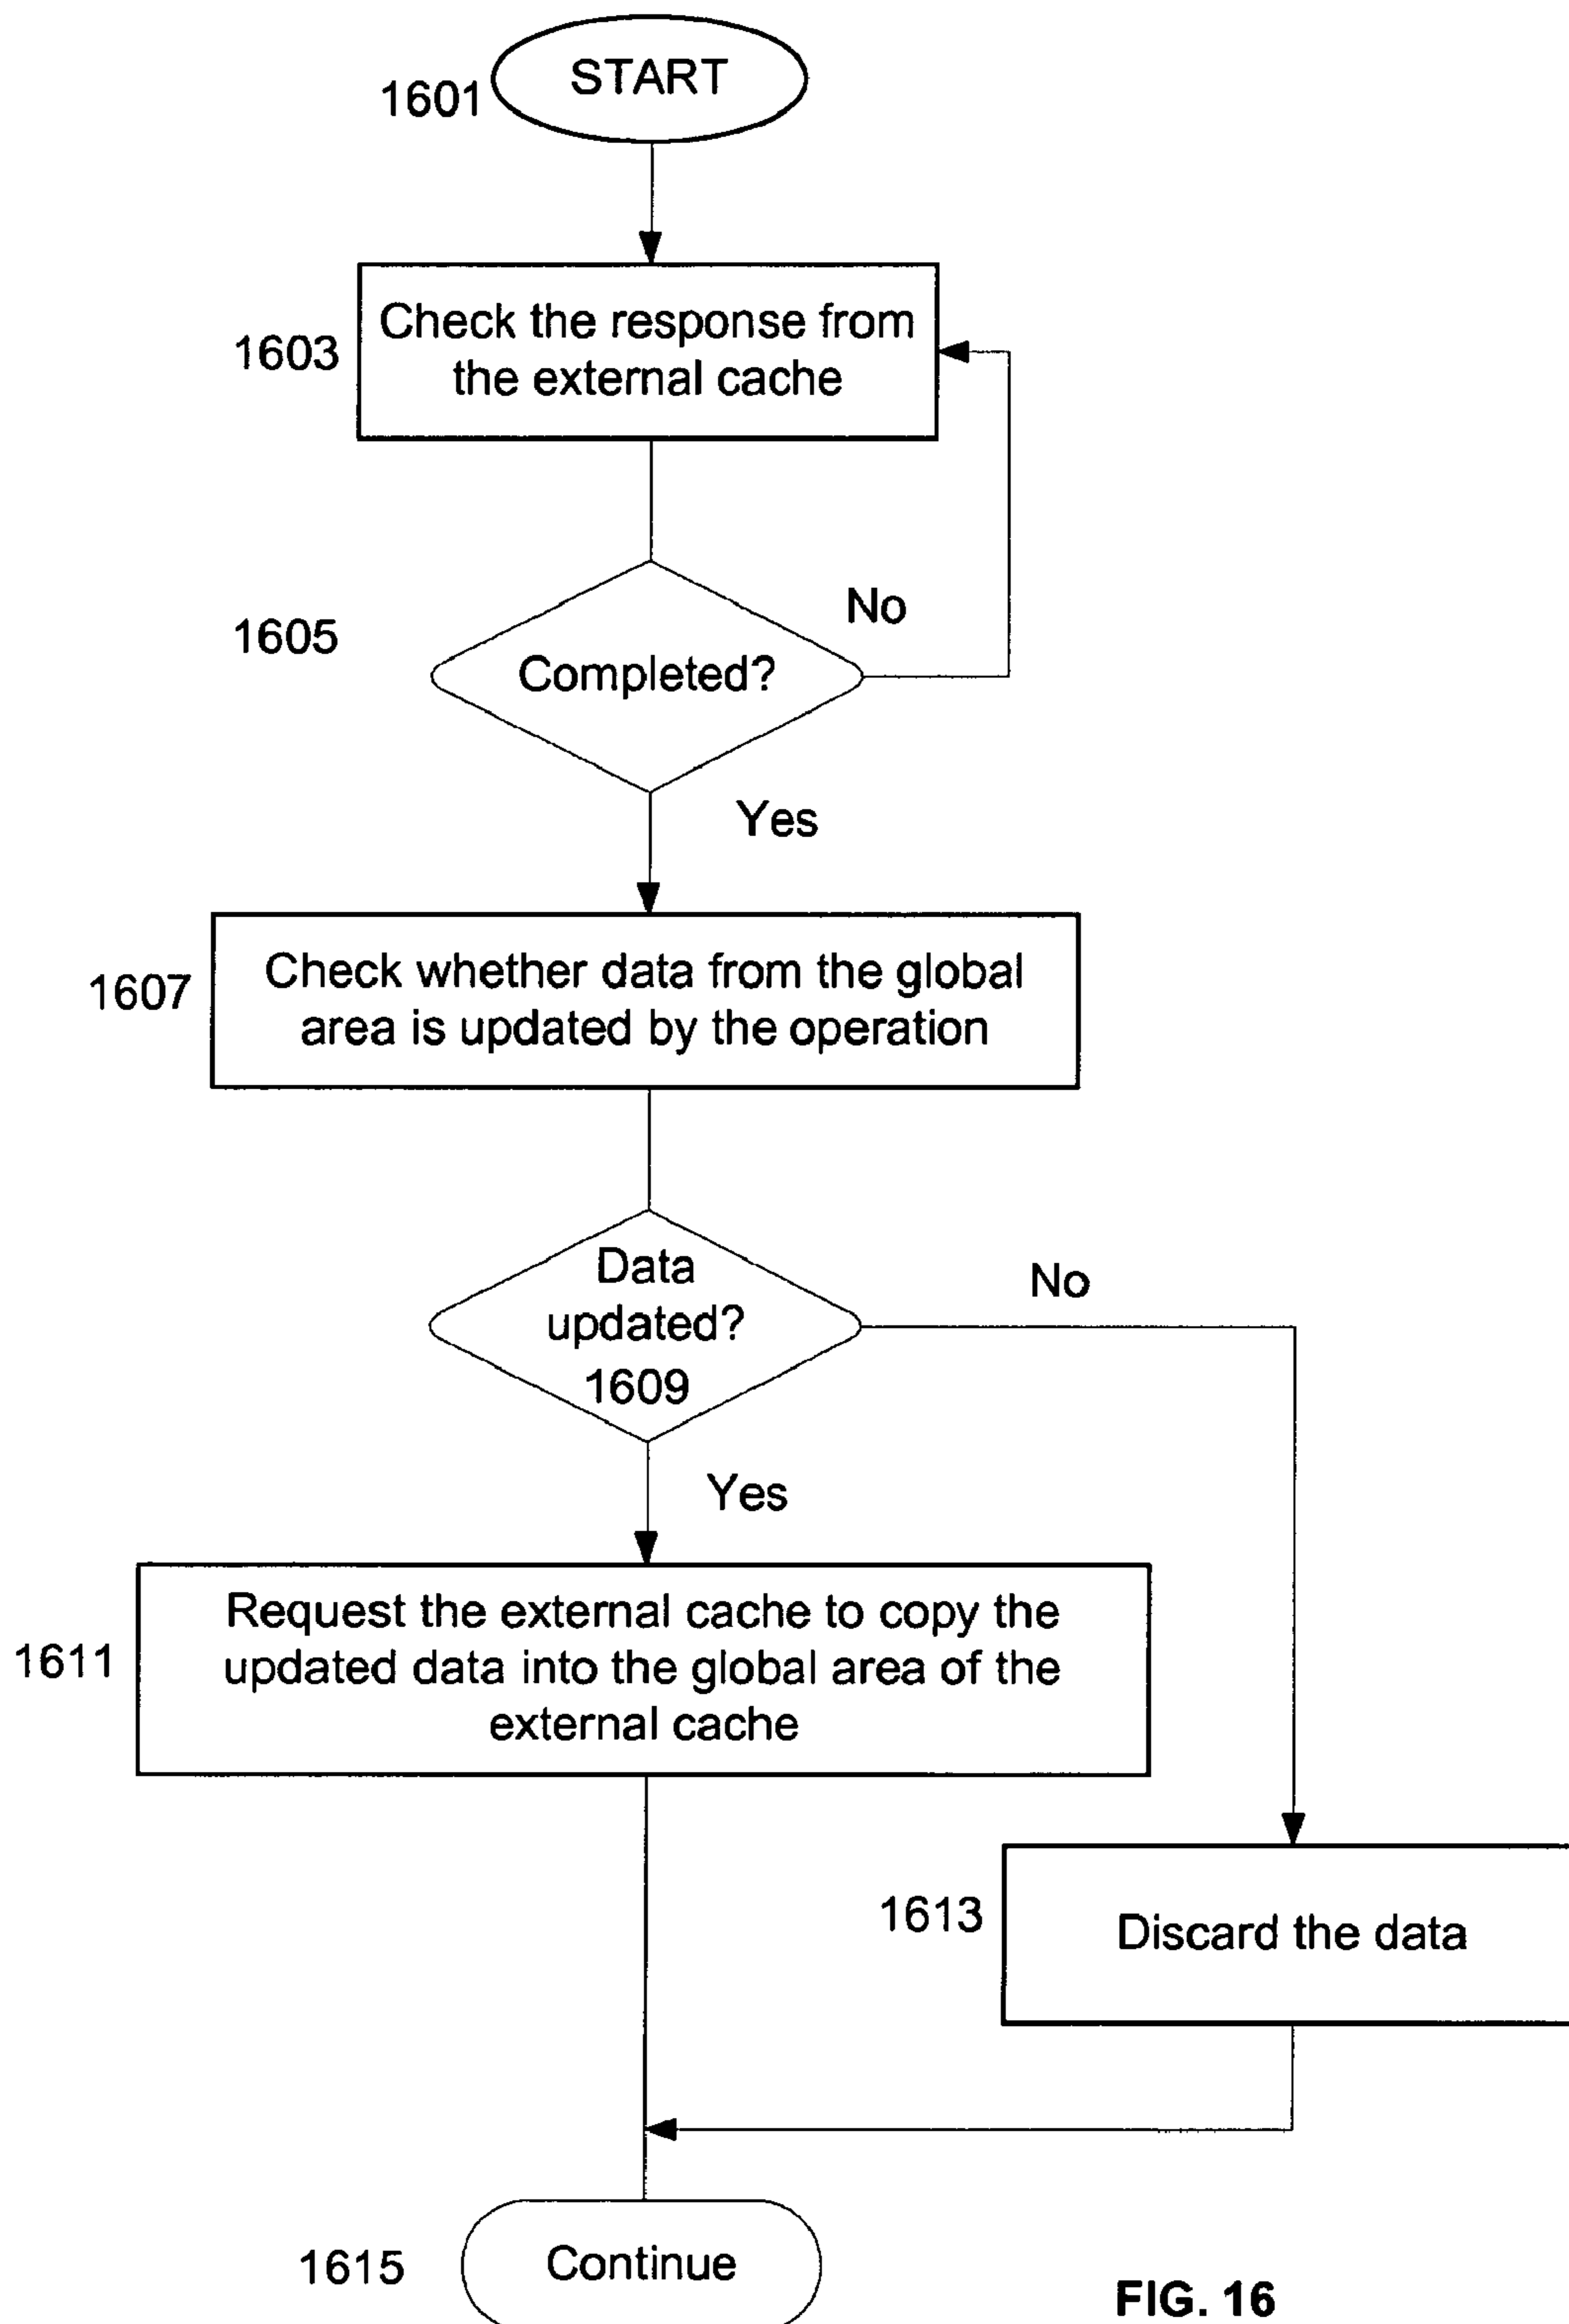 START
1601
Check the response from
the external cache
1603
No
1605
Completed?
Yes
Check whether data from the global
area is updated by the operation
1607
Data
updated?
1609
No
Yes
Request the external cache to copy the
updated data into the global area of the
external cache
1611
1613
Discard the data
1615
Continue
FIG. 16